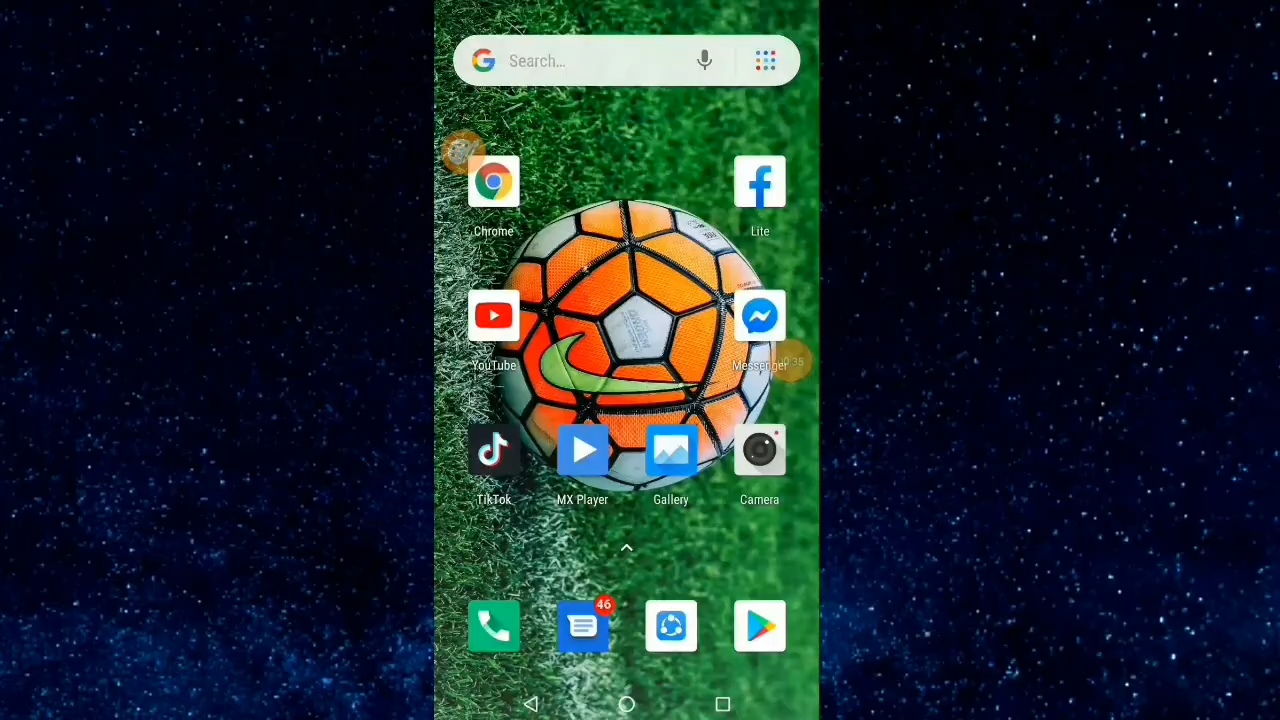 Search...
Chrome
Lite
YouTube
Messenger
TikTok
MX Player
Gallery
Camera
46